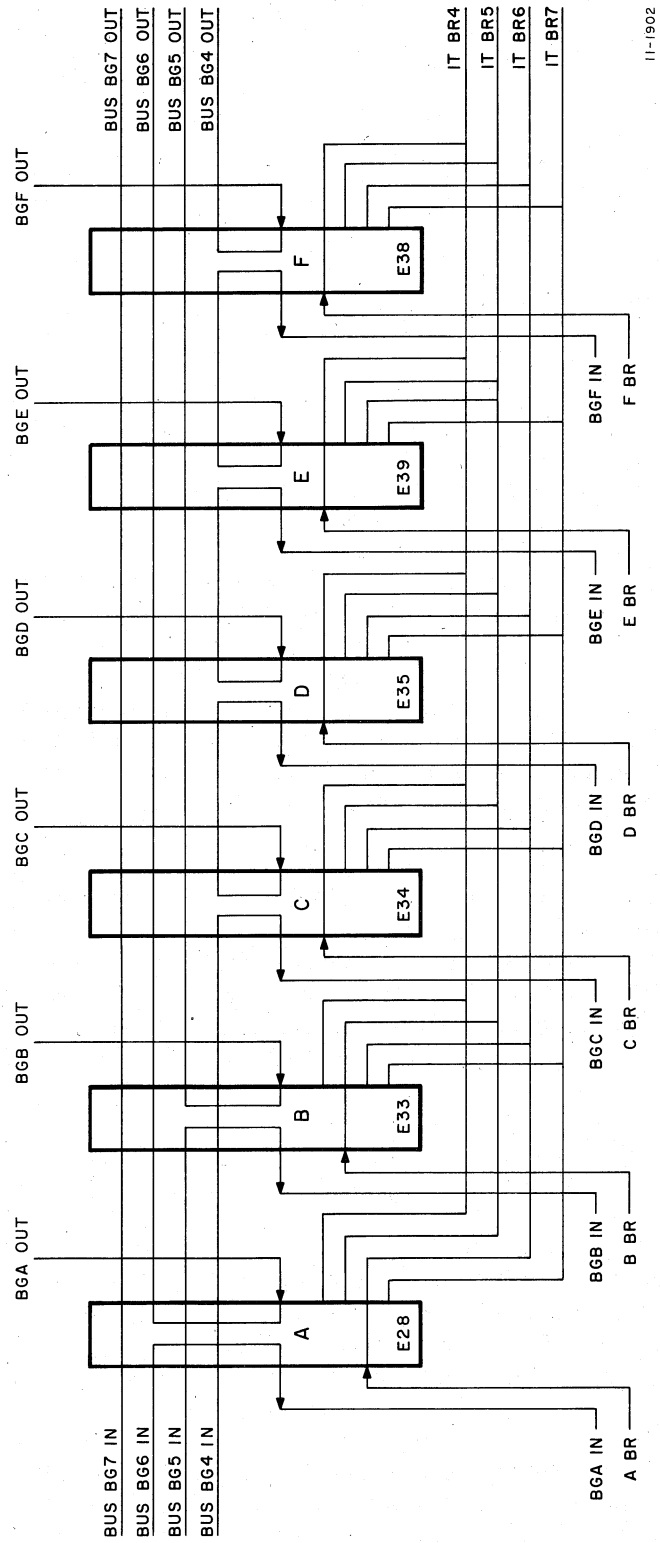 BGA OUT
BGB OUT
BGC OUT
BGD OUT
BGE OUT
BGF OUT
BUS BG7 IN
BUS BG7 OUT
BUS BG6 IN
BUS BG6 OUT
BUS BG5 IN
BUS BG5 OUT
BUS BG4 IN
BUS BG4 OUT
A
B
C
D
E
F
E28
E33
E34
E35
E39
E38
IT BR4
IT BR5
IT BR6
IT BR7
BGA IN
A BR
BGB IN
B BR
BGC IN
C BR
BGD IN
D BR
BGE IN
E BR
BGF IN
F BR
11-1902